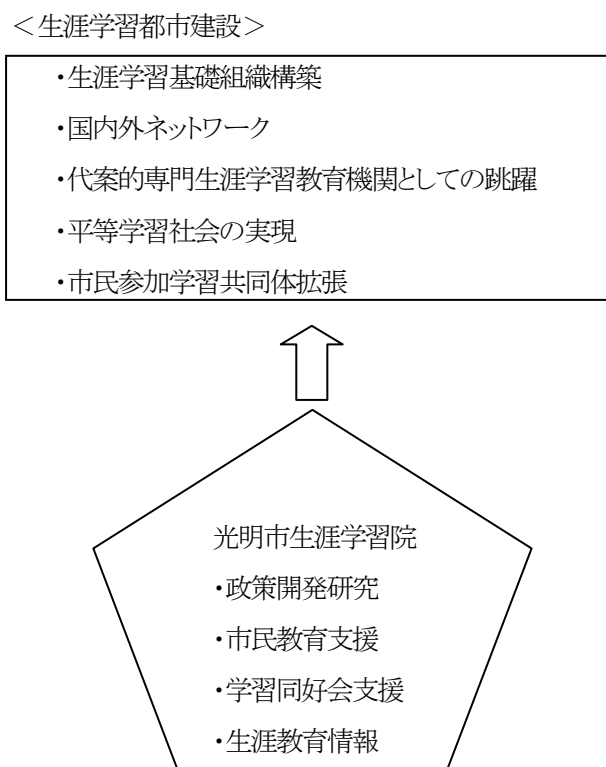 ＜生涯学習都市建設＞
・生涯学習基礎組織構築
・国内外ネットワーク
・代案的専門生涯学習教育機関としての跳躍
・平等学習社会の実現
・市民参加学習共同体拡張
光明市生涯学習院
・政策開発研究
・市民教育支援
・学習同好会支援
・生涯教育情報